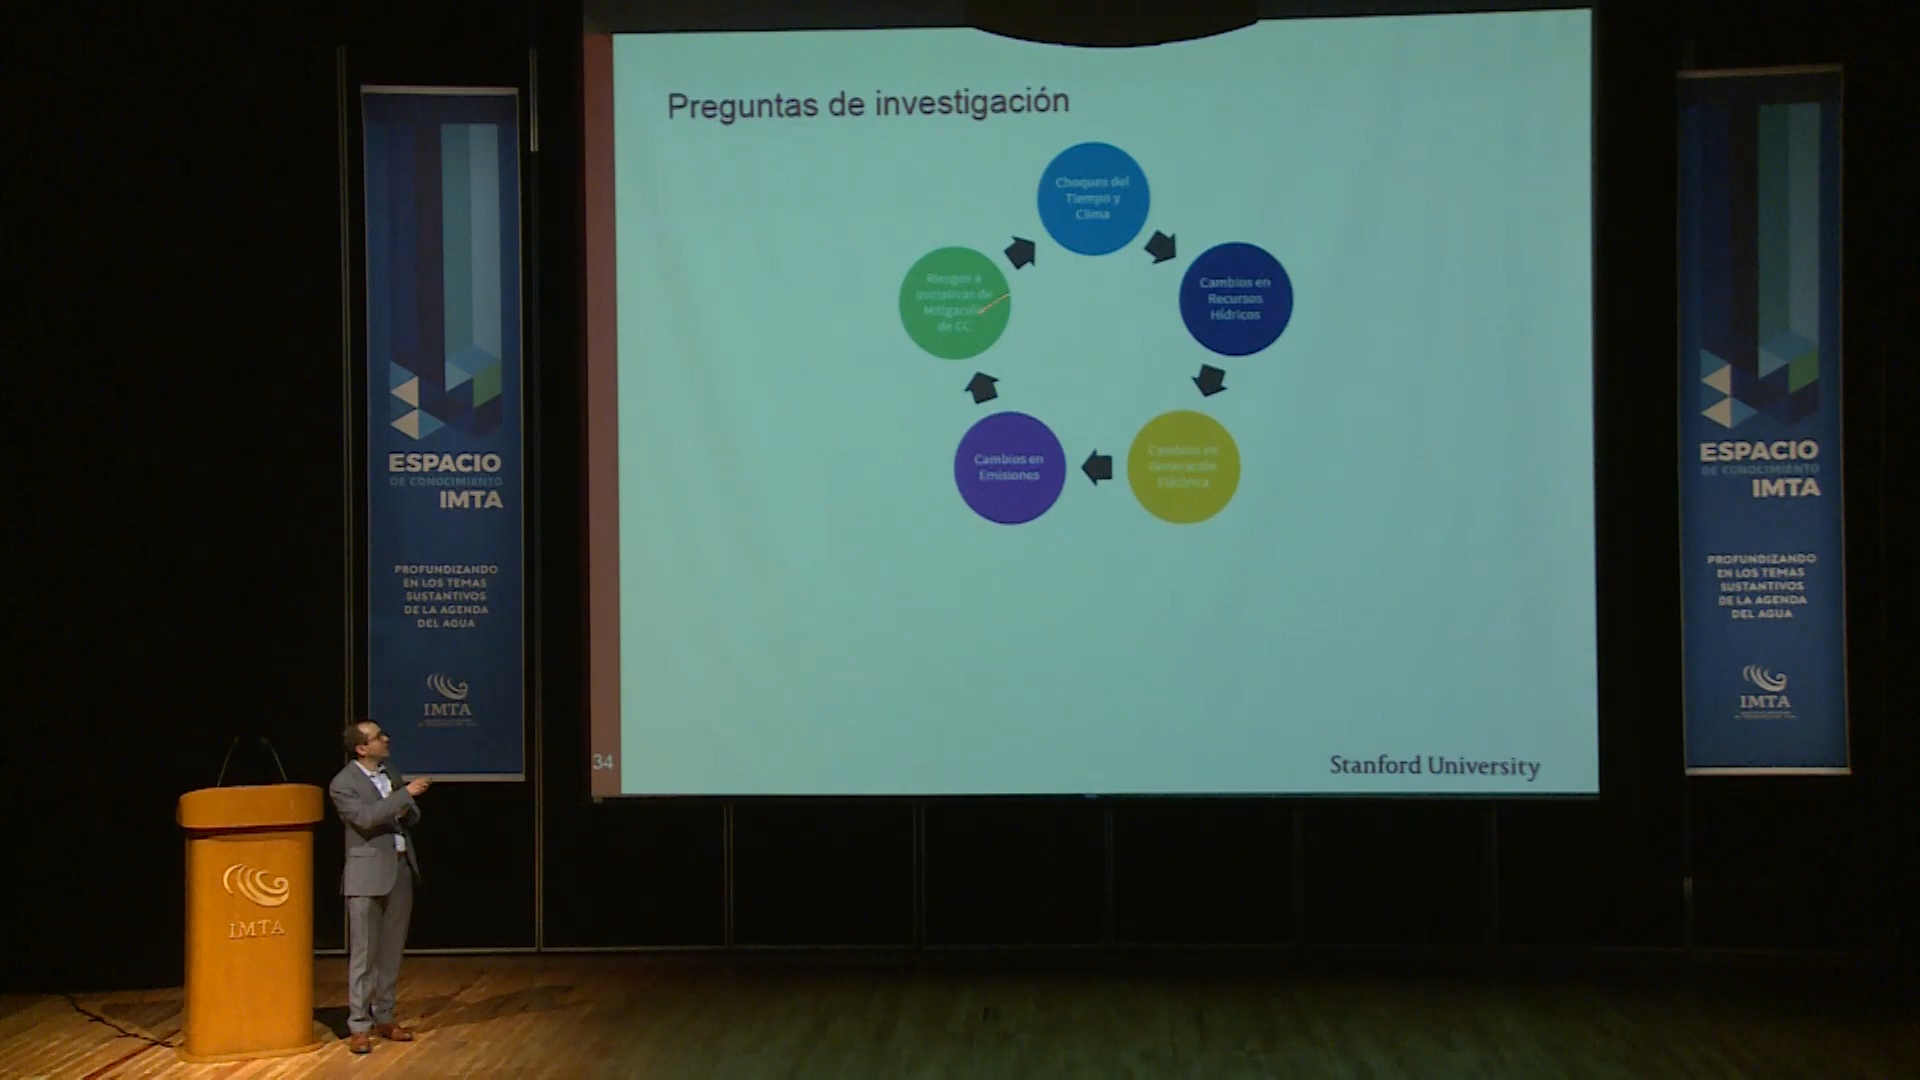 Preguntas de investigación
Choques del
Tiempo y
Clima
Cambios en
Recursos
Hídricos
Cambios en
Generación
Eléctrica
Cambios en
Emisiones
Riesgos a
iniciativas de
Mitigación
de CC
34
Stanford University
ESPACIO
DE CONOCIMIENTO
IMTA
PROFUNDIZANDO
EN LOS TEMAS
SUSTANTIVOS
DE LA AGENDA
DEL AGUA
IMTA
ESPACIO
DE CONOCIMIENTO
IMTA
PROFUNDIZANDO
EN LOS TEMAS
SUSTANTIVOS
DE LA AGENDA
DEL AGUA
IMTA
IMTA